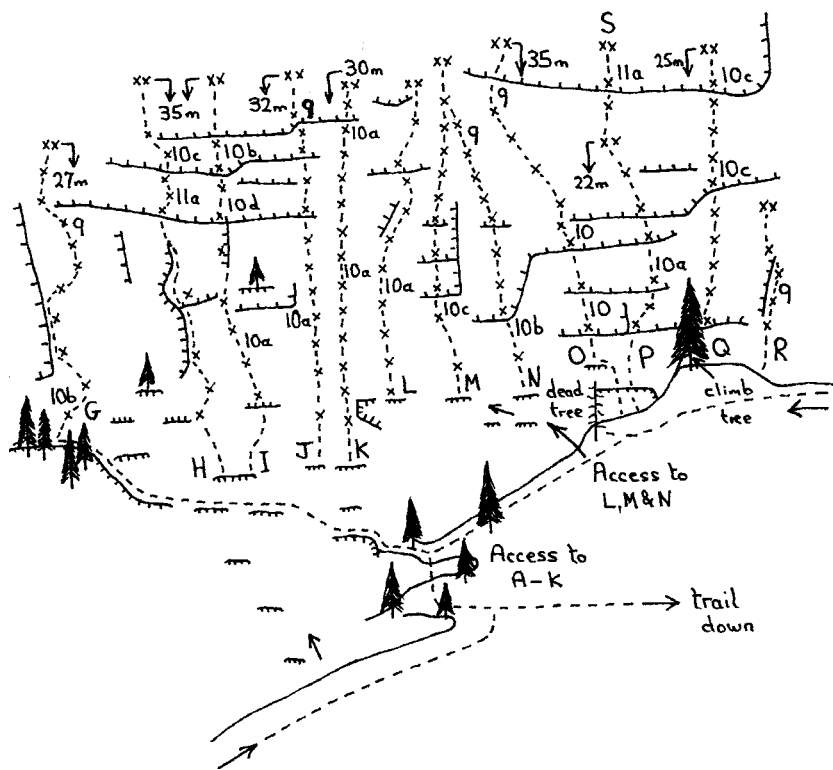 S
35m
30m
25m
10c
11a
9
32m
9
35m
9
10a
10c
10b
10c
22m
27m
11a
10d
9
10
10a
10a
10a
9
10
10a
10a
10c
10b
O
P
Q
R
L
M
N
10b
G
dead
tree
climb
tree
H
I
J
K
Access to
L,M&N
Access to
A-K
trail
down